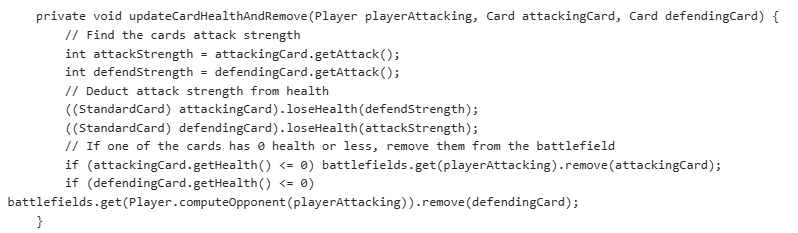 private void updateCardHealthAndRemove(Player playerAttacking, Card attackingCard, Card defendingCard) {
        // Find the cards attack strength
        int attackStrength = attackingCard.getAttack();
        int defendStrength = defendingCard.getAttack();
        // Deduct attack strength from health
        ((StandardCard) attackingCard).loseHealth(defendStrength);
        ((StandardCard) defendingCard).loseHealth(attackStrength);
        // If one of the cards has 0 health or less, remove them from the battlefield
        if (attackingCard.getHealth() <= 0) battlefields.get(playerAttacking).remove(attackingCard);
        if (defendingCard.getHealth() <= 0)
battlefields.get(Player.computeOpponent(playerAttacking)).remove(defendingCard);
    }